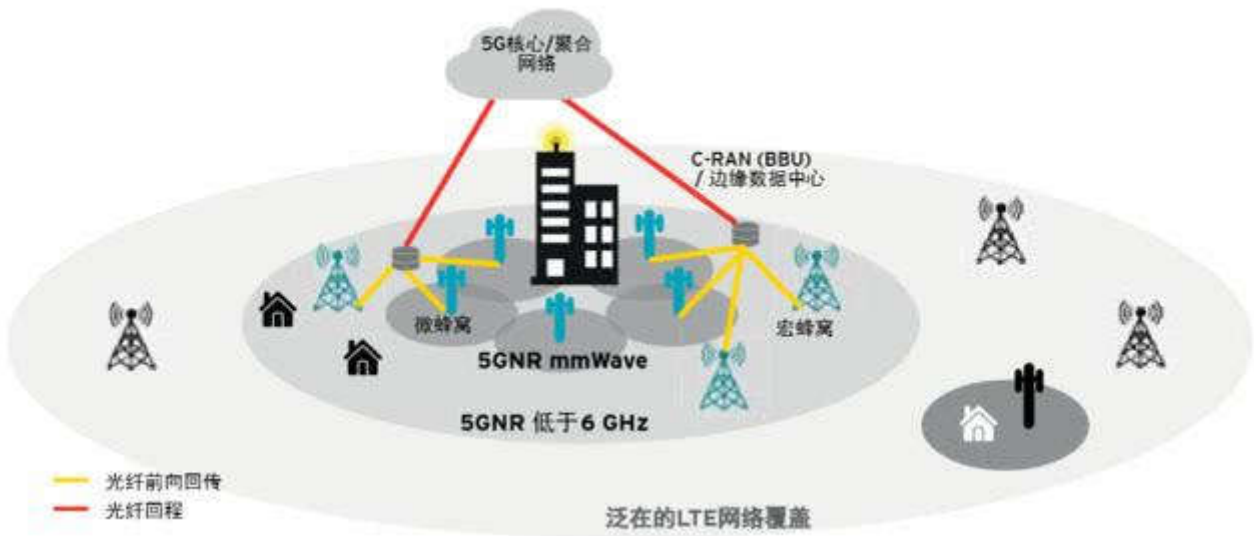 5G核心/聚合
网络
C-RAN (BBU)
/ 边缘数据中心
微蜂窝
宏蜂窝
5GNR mmWave
5GNR 低于6 GHz
光纤前向回传
光纤回程
泛在的LTE网络覆盖